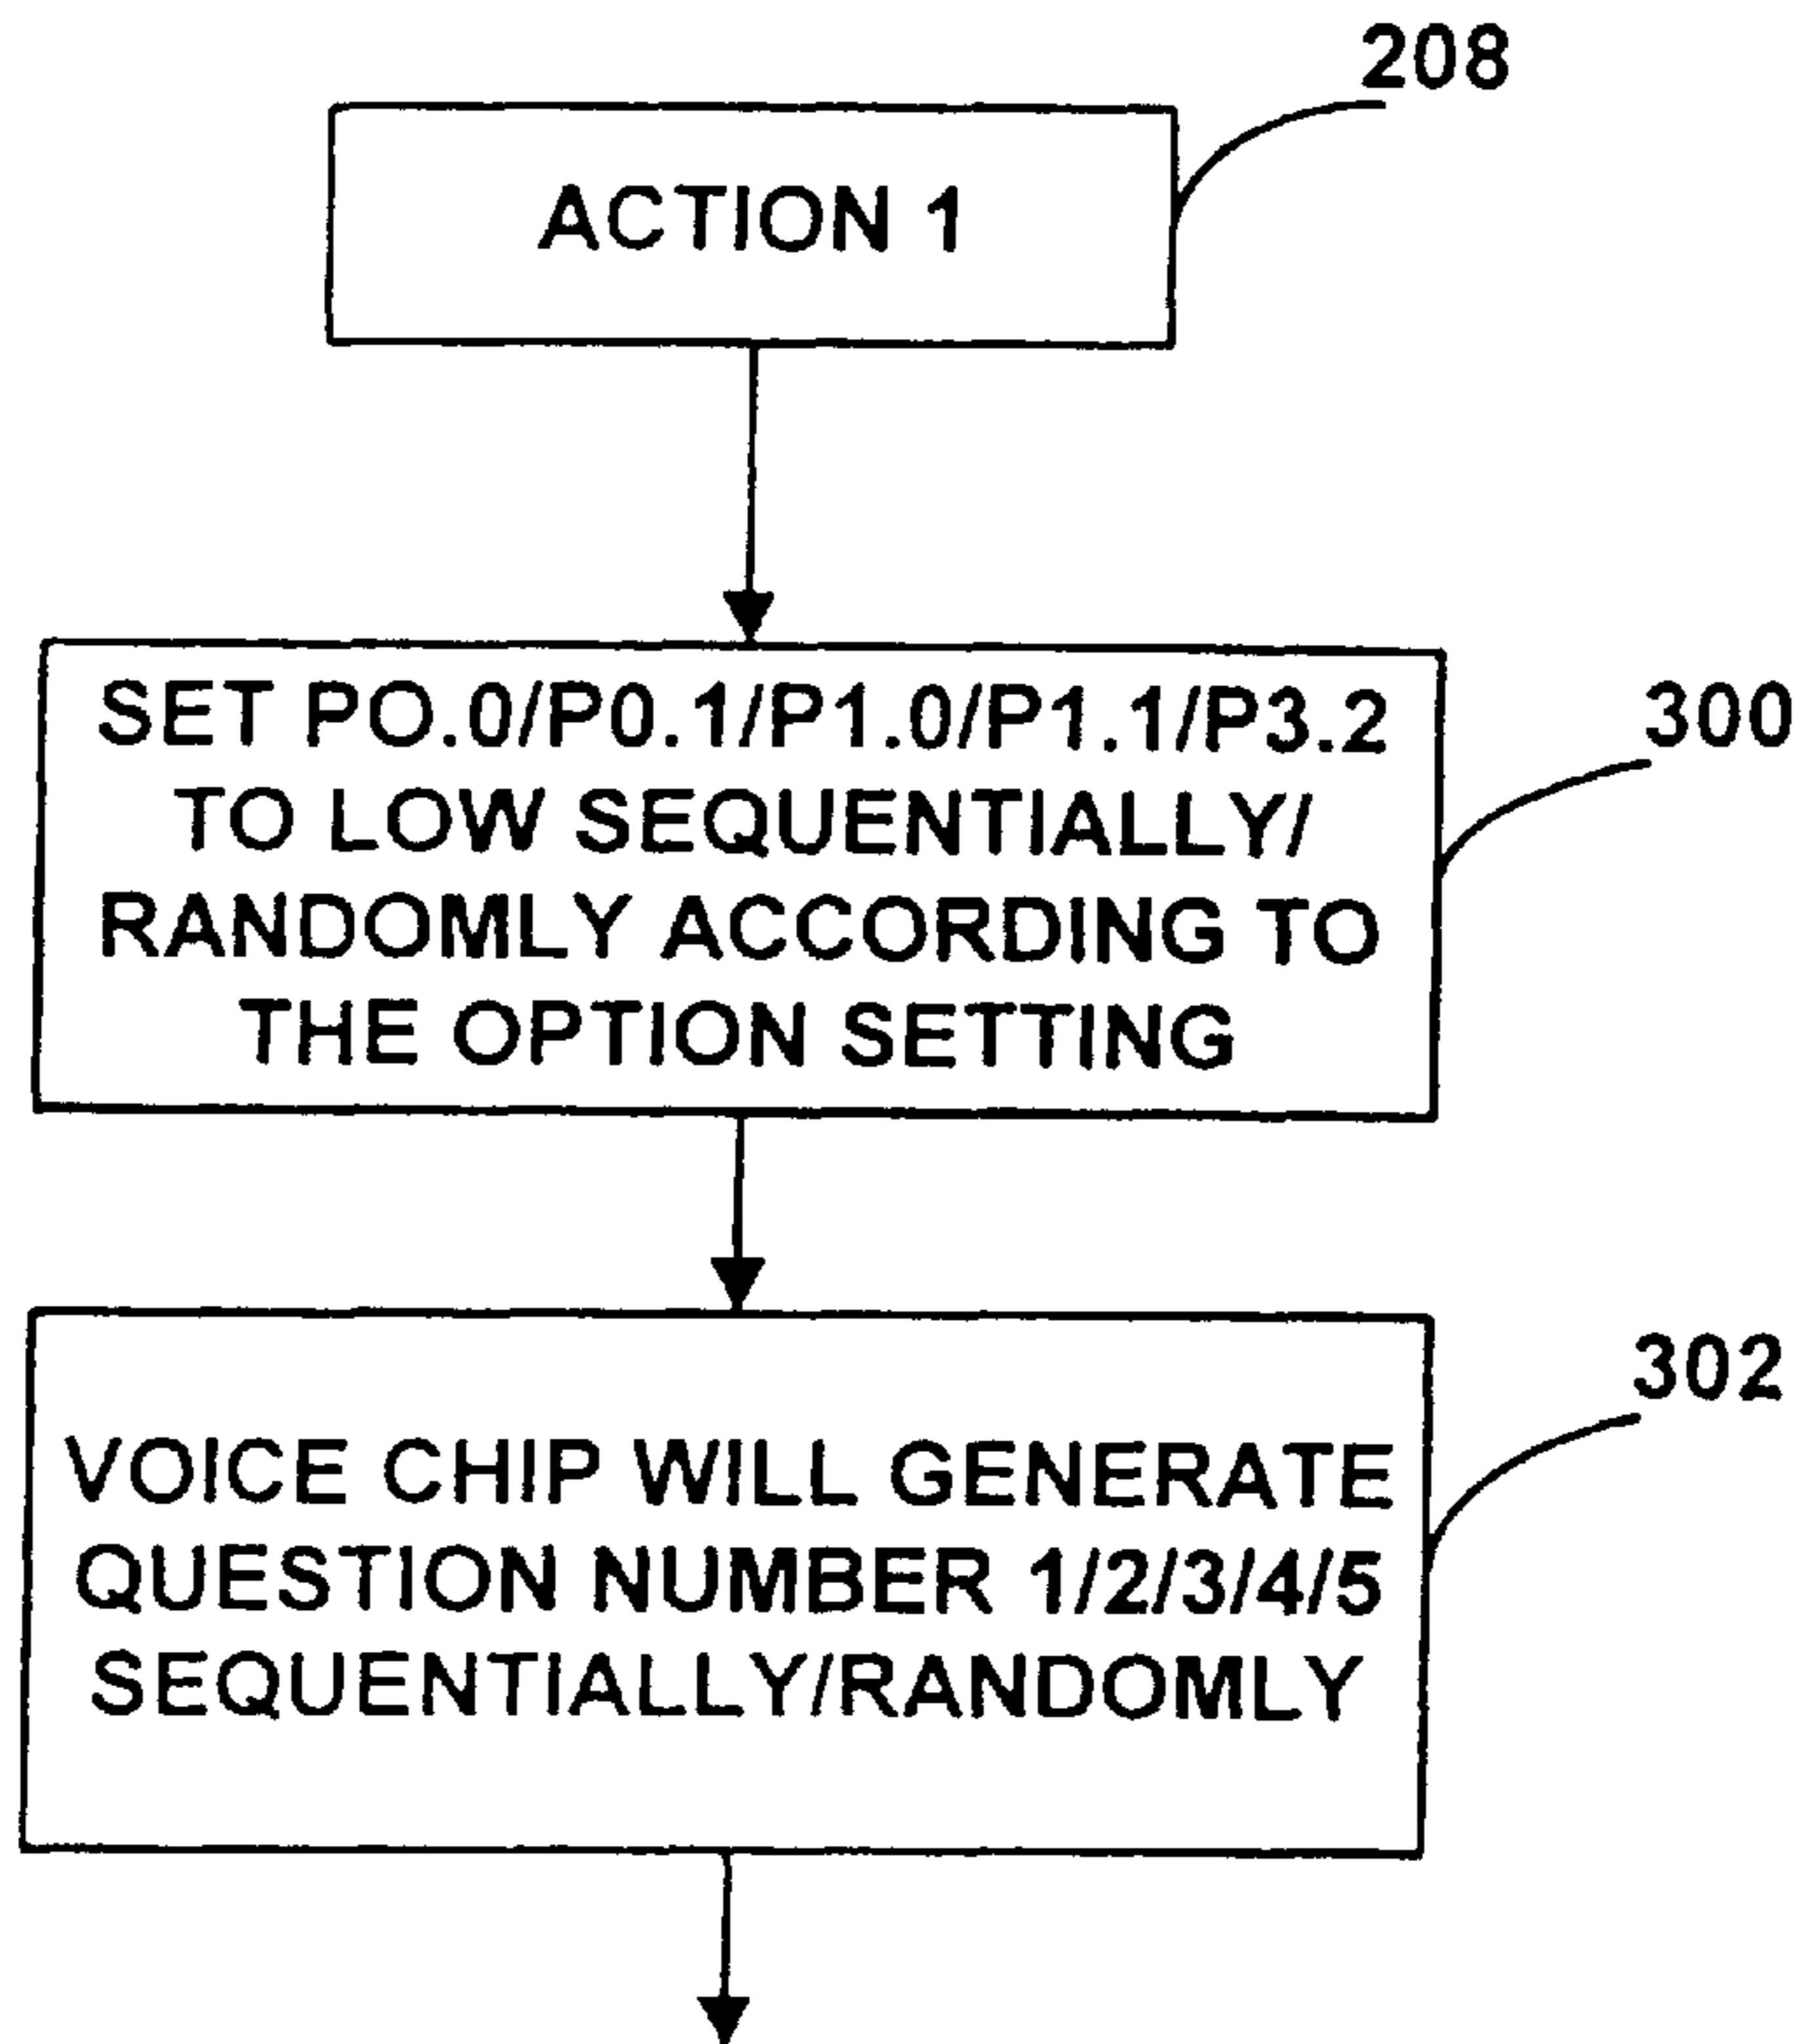 208
ACTION 1
SET PO.0/P0.1/P1.0/P1.1/P3.2
TO LOW SEQUENTIALLY/
RANDOMLY ACCORDING TO
THE OPTION SETTING
300
VOICE CHIP WILL GENERATE
QUESTION NUMBER 1/2/3/4/5
SEQUENTIALLY/RANDOMLY
302